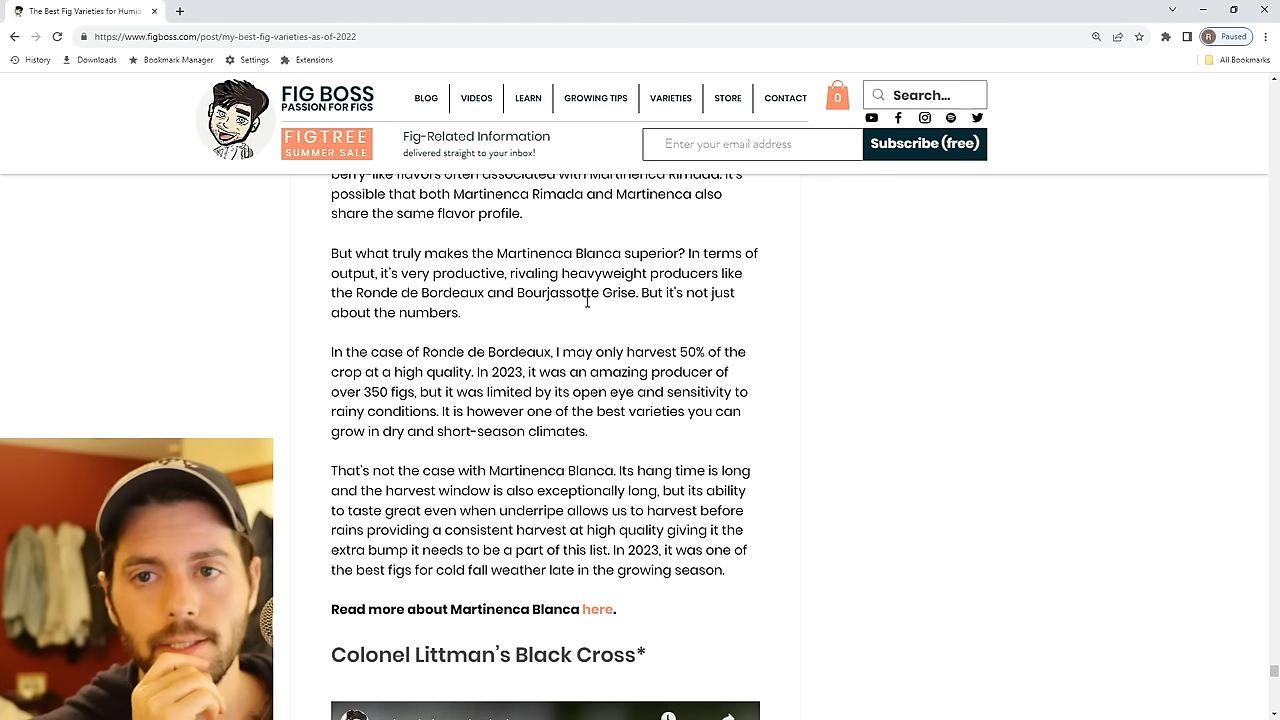 The Best Fig Varieties for Humid
https://www.figboss.com/post/my-best-fig-varieties-as-of-2022
R Paused
History Downloads Bookmark Manager Settings Extensions All Bookmarks
FIG BOSS
PASSION FOR FIGS
BLOG VIDEOS LEARN GROWING TIPS VARIETIES STORE CONTACT
0
Search...
FIGTREE
SUMMER SALE
Fig-Related Information
delivered straight to your inbox!
Enter your email address
Subscribe (free)
berry-like flavors often associated with Martinenca Rimada. It's
possible that both Martinenca Rimada and Martinenca also
share the same flavor profile.
But what truly makes the Martinenca Blanca superior? In terms of
output, it's very productive, rivaling heavyweight producers like
the Ronde de Bordeaux and Bourjassotte Grise. But it's not just
about the numbers.
In the case of Ronde de Bordeaux, I may only harvest 50% of the
crop at a high quality. In 2023, it was an amazing producer of
over 350 figs, but it was limited by its open eye and sensitivity to
rainy conditions. It is however one of the best varieties you can
grow in dry and short-season climates.
That's not the case with Martinenca Blanca. Its hang time is long
and the harvest window is also exceptionally long, but its ability
to taste great even when underripe allows us to harvest before
rains providing a consistent harvest at high quality giving it the
extra bump it needs to be a part of this list. In 2023, it was one of
the best figs for cold fall weather late in the growing season.
Read more about Martinenca Blanca here.
Colonel Littman's Black Cross*